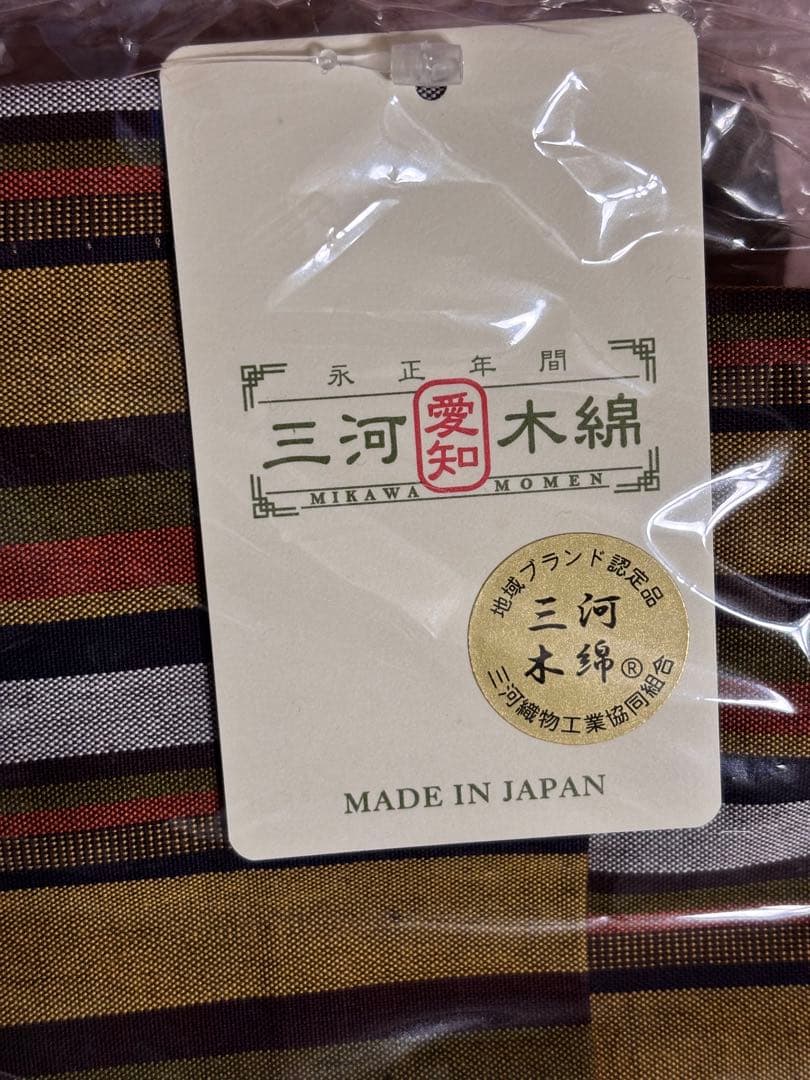 永正年間
三河 愛知 木綿
MIKAWA MOMEN
地域ブランド認定品
三河
木綿®
三河織物工業協同組合
MADE IN JAPAN